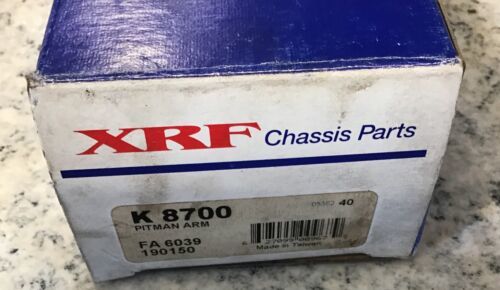 XRF Chassis Parts
K 8700 40
PITMAN ARM
FA 6039
190150
Made in Taiwan